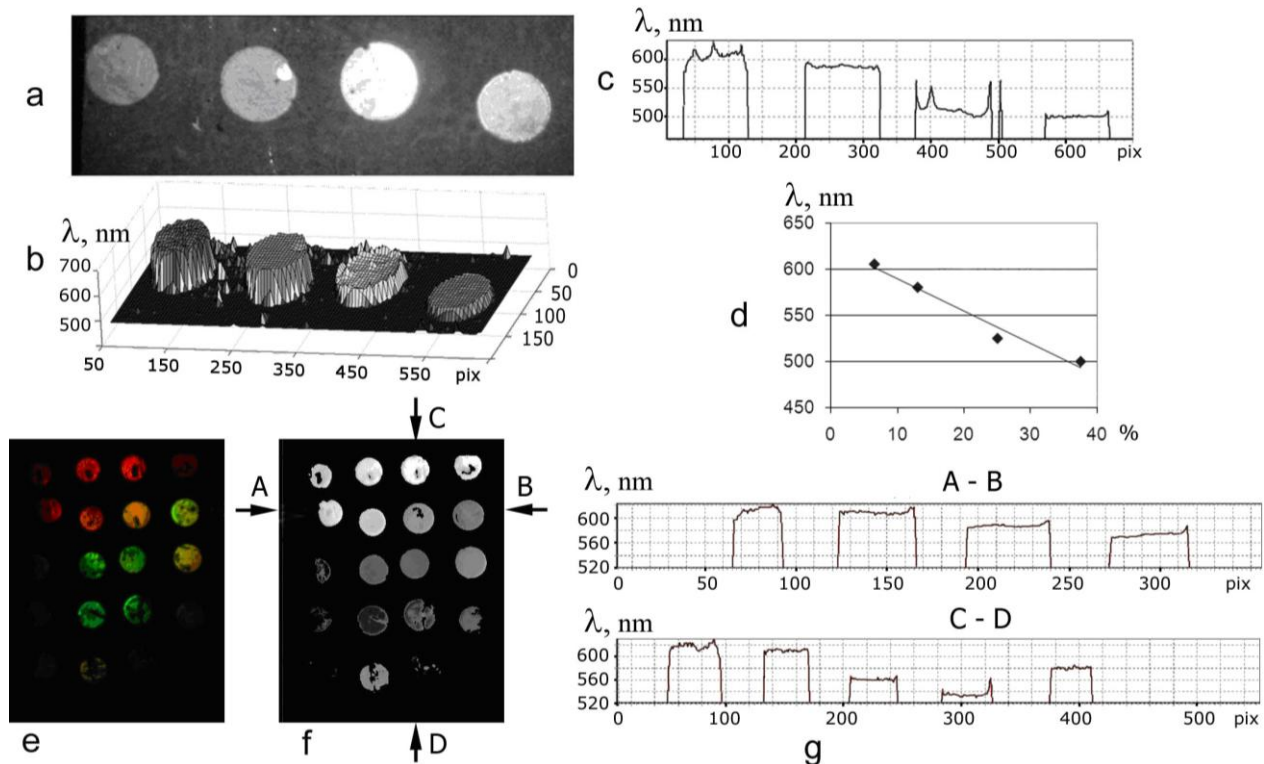 a
b
λ, nm
700
600
500
50 150 250 350 450 550 pix
0
50
100
150
λ, nm
c
600
550
500
100 200 300 400 500 600 pix
λ, nm
d
650
600
550
500
450
0 10 20 30 40 %
C
A
B
D
e
f
A - B
λ, nm
600
560
520
0 50 100 150 200 250 300 pix
C - D
λ, nm
600
560
520
0 100 200 300 400 500 pix
g